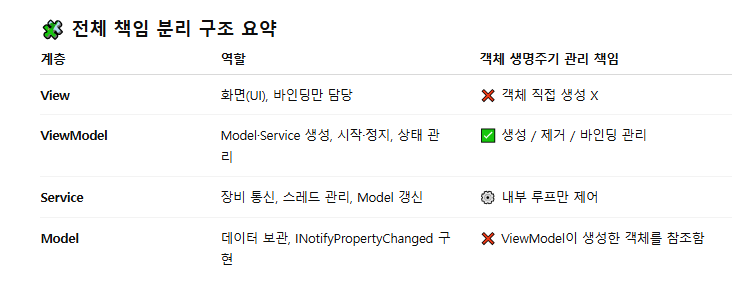 🧩 전체 책임 분리 구조 요약
계층 역할 객체 생명주기 관리 책임
View 화면(UI), 바인딩만 담당 ❌ 객체 직접 생성 X
ViewModel Model·Service 생성, 시작·정지, 상태 관리 ✅ 생성 / 제거 / 바인딩 관리
Service 장비 통신, 스레드 관리, Model 갱신 ⚙️ 내부 루프만 제어
Model 데이터 보관, INotifyPropertyChanged 구현 ❌ ViewModel이 생성한 객체를 참조함